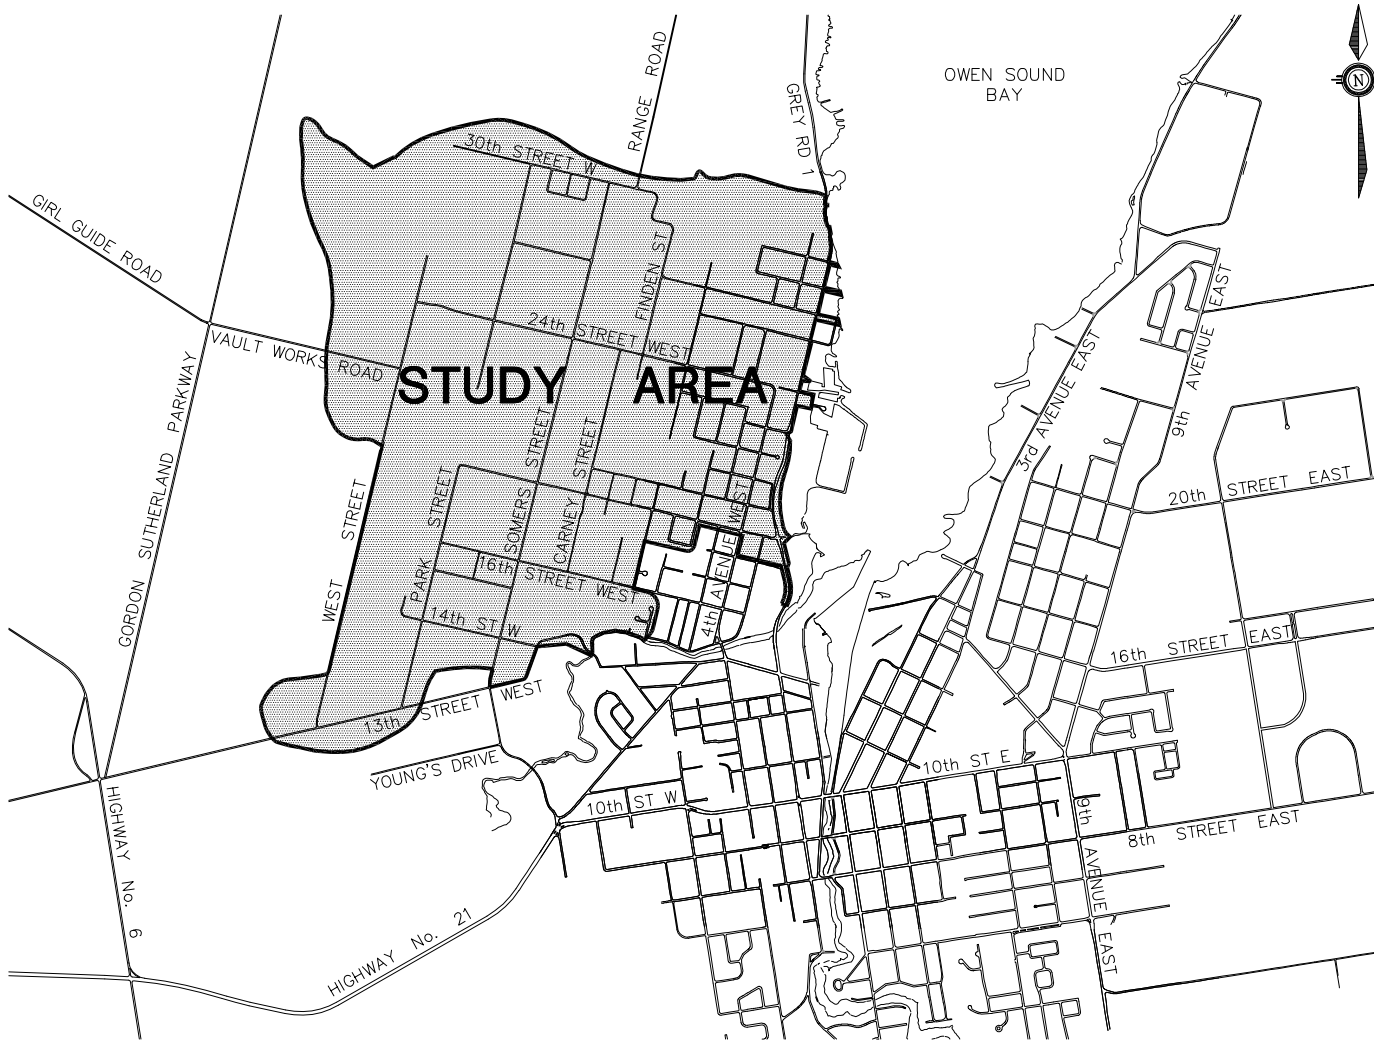 OWEN SOUND
BAY
N
RANGE ROAD
GREY RD 1
30th STREET W
GIRL GUIDE ROAD
FINDEN ST
9th AVENUE EAST
24th STREET WEST
VAULT WORKS ROAD
3rd AVENUE EAST
STUDY AREA
GORDON SUTHERLAND PARKWAY
WEST STREET
PARK STREET
SOMERS STREET
CARNEY STREET
4th AVENUE WEST
20th STREET EAST
16th STREET WEST
14th ST W
16th STREET EAST
13th STREET WEST
YOUNG'S DRIVE
10th ST E
10th ST W
HIGHWAY No. 6
9th AVENUE EAST
8th STREET EAST
HIGHWAY No. 21